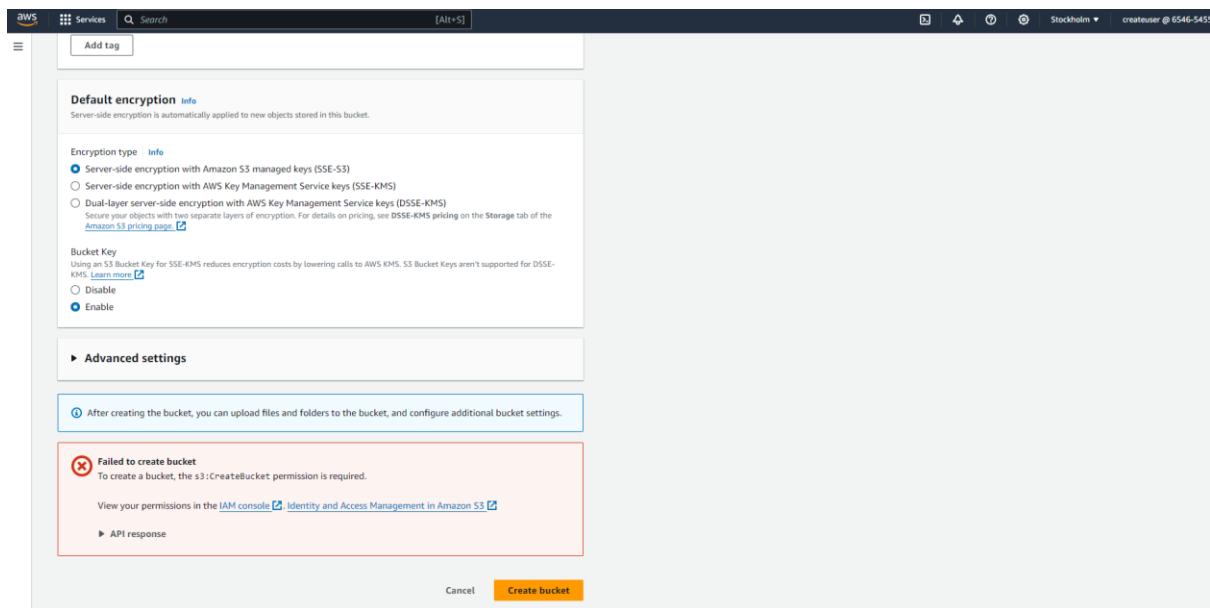 aws Services Search [Alt+S] Stockholm createuser @ 6546-5455
Add tag
Default encryption Info
Server-side encryption is automatically applied to new objects stored in this bucket.
Encryption type Info
Server-side encryption with Amazon S3 managed keys (SSE-S3)
Server-side encryption with AWS Key Management Service keys (SSE-KMS)
Dual-layer server-side encryption with AWS Key Management Service keys (DSSE-KMS)
Secure your objects with two separate layers of encryption. For details on pricing, see DSSE-KMS pricing on the Storage tab of the
Amazon S3 pricing page.
Bucket Key
Using an S3 Bucket Key for SSE-KMS reduces encryption costs by lowering calls to AWS KMS. S3 Bucket Keys aren't supported for DSSE-
KMS. Learn more
Disable
Enable
Advanced settings
After creating the bucket, you can upload files and folders to the bucket, and configure additional bucket settings.
Failed to create bucket
To create a bucket, the s3:CreateBucket permission is required.
View your permissions in the IAM console. Identity and Access Management in Amazon S3
API response
Cancel Create bucket